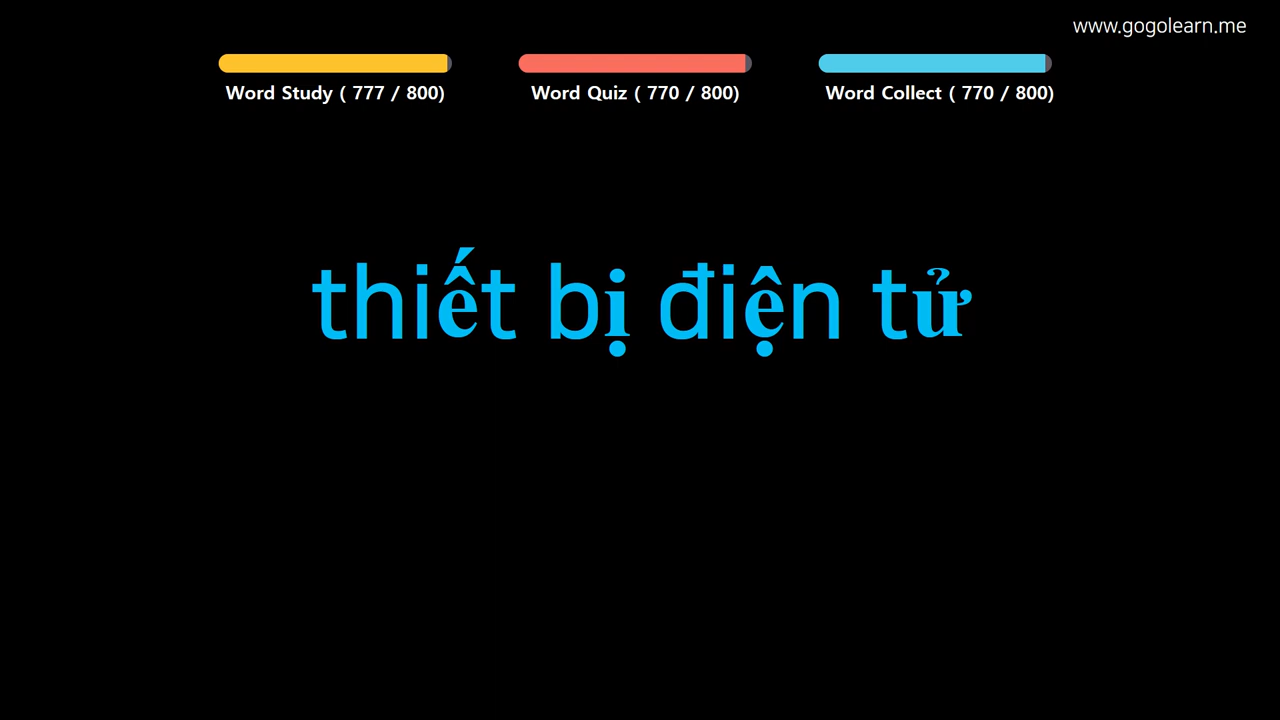 www.gogolearn.me
Word Study ( 777 / 800)
Word Quiz ( 770 / 800)
Word Collect ( 770 / 800)
thiết bị điện tử